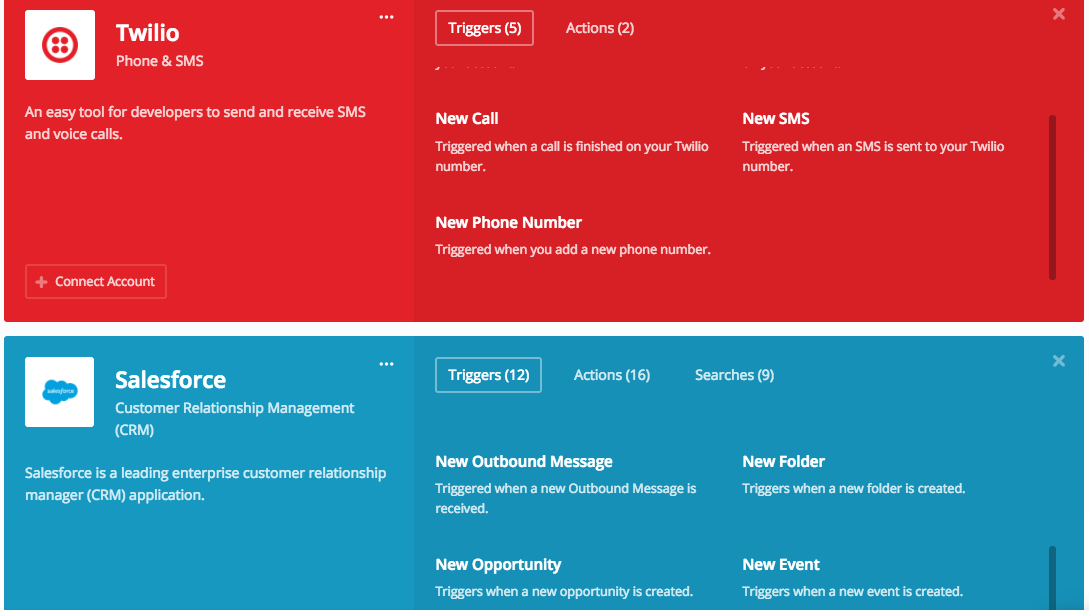 Twilio
Phone & SMS
An easy tool for developers to send and receive SMS
and voice calls.
Connect Account
Triggers (5)
Actions (2)
New Call
Triggered when a call is finished on your Twilio
number.
New SMS
Triggered when an SMS is sent to your Twilio
number.
New Phone Number
Triggered when you add a new phone number.
salesforce
Salesforce
Customer Relationship Management
(CRM)
Salesforce is a leading enterprise customer relationship
manager (CRM) application.
Triggers (12)
Actions (16)
Searches (9)
New Outbound Message
Triggered when a new Outbound Message is
received.
New Folder
Triggers when a new folder is created.
New Opportunity
Triggers when a new opportunity is created.
New Event
Triggers when a new event is created.